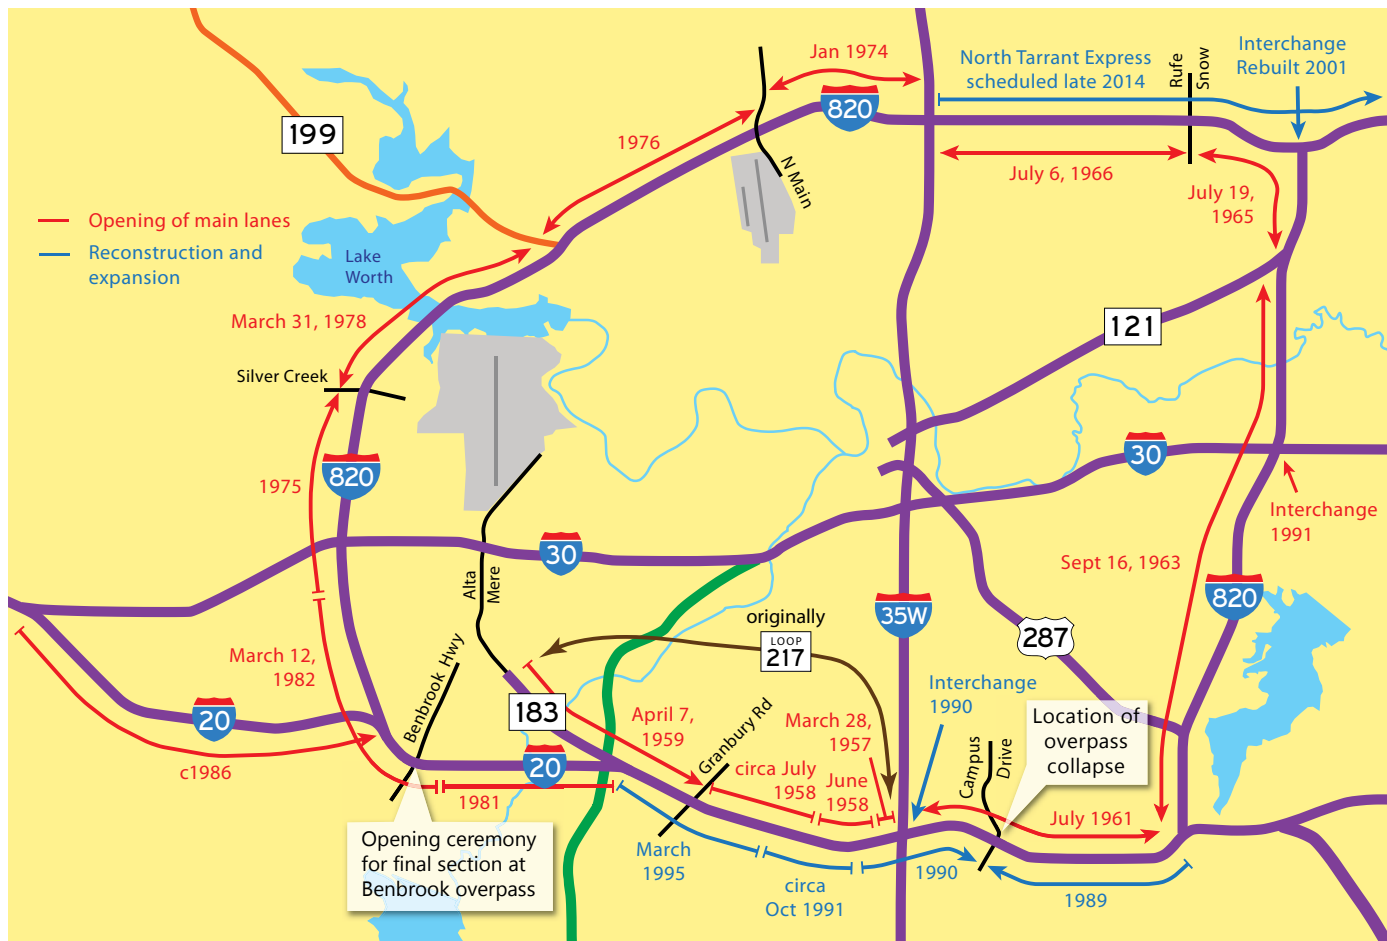 Jan 1974
North Tarrant Express
scheduled late 2014
Rufe
Snow
Interchange
Rebuilt 2001
820
199
1976
N Main
July 6, 1966
July 19,
1965
Opening of main lanes
Reconstruction and
expansion
Lake
Worth
March 31, 1978
121
Silver Creek
820
1975
30
Interchange
1991
30
Sept 16, 1963
820
Alta
Mere
originally
LOOP
217
35W
287
March 12,
1982
Benbrook Hwy
20
c1986
183
April 7,
1959
Granbury Rd
March 28,
1957
Interchange
1990
Location of
overpass
collapse
Campus
Drive
20
1981
circa July
1958
June
1958
July 1961
Opening ceremony
for final section at
Benbrook overpass
March
1995
circa
Oct 1991
1990
1989